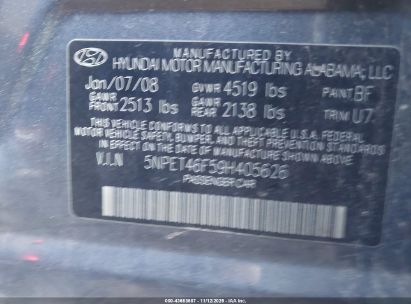 MANUFACTURED BY
HYUNDAI MOTOR MANUFACTURING ALABAMA, LLC
Jan/07/08 GVWR 4519 lbs PAINT BF
GAWR FRONT 2513 lbs GAWR REAR 2138 lbs TRIM U7
THIS VEHICLE CONFORMS TO ALL APPLICABLE FEDERAL
MOTOR VEHICLE SAFETY, BUMPER, AND THEFT PREVENTION
STANDARDS IN EFFECT ON THE DATE OF MANUFACTURE
SHOWN ABOVE.
V.I.N 5NPET46F59H405626
PASSENGER CAR